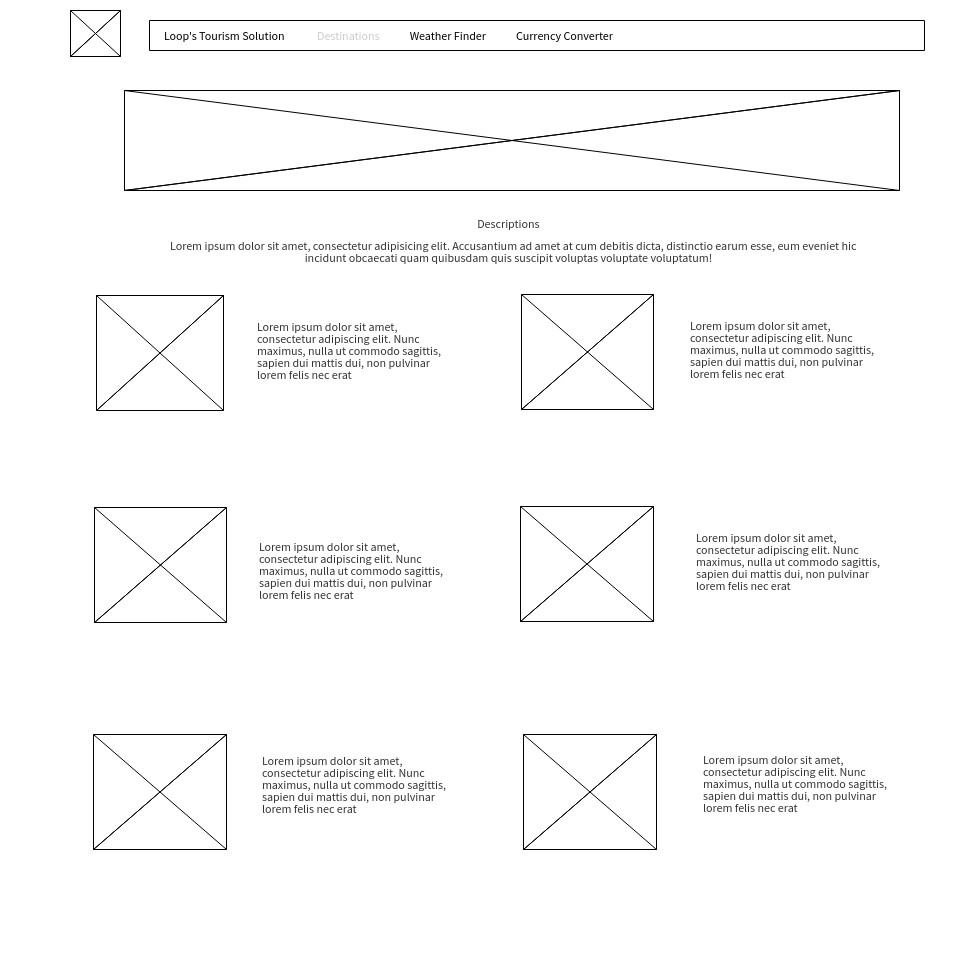 Loop's Tourism Solution Destinations Weather Finder Currency Converter
Descriptions
Lorem ipsum dolor sit amet, consectetur adipisicing elit. Accusantium ad amet at cum debitis dicta, distinctio earum esse, eum eveniet hic
incidunt obcaecati quam quibusdam quis suscipit voluptas voluptate voluptatum!
Lorem ipsum dolor sit amet,
consectetur adipiscing elit. Nunc
maximus, nulla ut commodo sagittis,
sapien dui mattis dui, non pulvinar
lorem felis nec erat
Lorem ipsum dolor sit amet,
consectetur adipiscing elit. Nunc
maximus, nulla ut commodo sagittis,
sapien dui mattis dui, non pulvinar
lorem felis nec erat
Lorem ipsum dolor sit amet,
consectetur adipiscing elit. Nunc
maximus, nulla ut commodo sagittis,
sapien dui mattis dui, non pulvinar
lorem felis nec erat
Lorem ipsum dolor sit amet,
consectetur adipiscing elit. Nunc
maximus, nulla ut commodo sagittis,
sapien dui mattis dui, non pulvinar
lorem felis nec erat
Lorem ipsum dolor sit amet,
consectetur adipiscing elit. Nunc
maximus, nulla ut commodo sagittis,
sapien dui mattis dui, non pulvinar
lorem felis nec erat
Lorem ipsum dolor sit amet,
consectetur adipiscing elit. Nunc
maximus, nulla ut commodo sagittis,
sapien dui mattis dui, non pulvinar
lorem felis nec erat